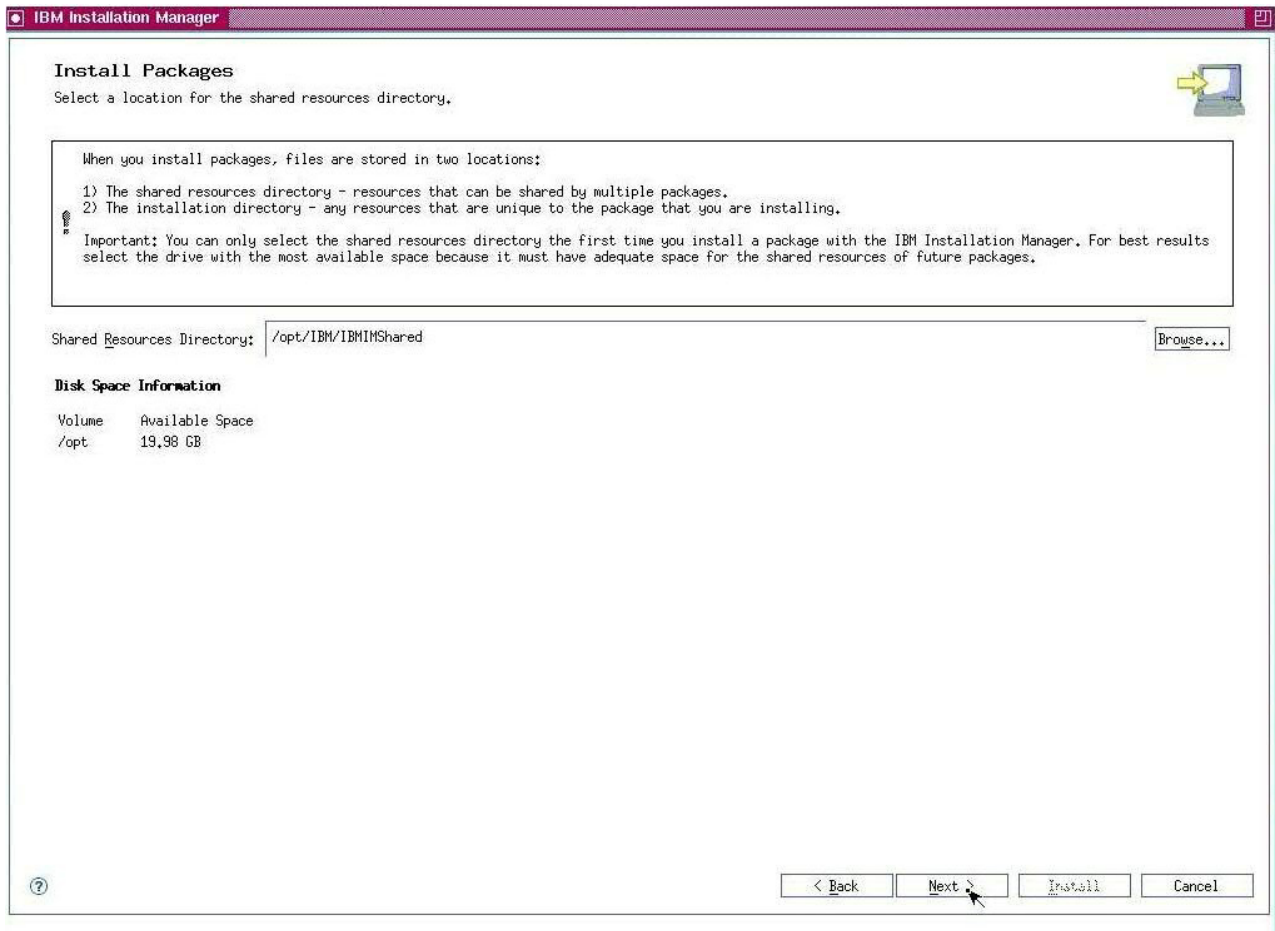 IBM Installation Manager
Install Packages
Select a location for the shared resources directory.
When you install packages, files are stored in two locations:
1) The shared resources directory - resources that can be shared by multiple packages.
2) The installation directory - any resources that are unique to the package that you are installing.
Important: You can only select the shared resources directory the first time you install a package with the IBM Installation Manager. For best results
select the drive with the most available space because it must have adequate space for the shared resources of future packages.
Shared Resources Directory: /opt/IBM/IBMIMShared Browse...
Disk Space Information
Volume Available Space
/opt 19.98 GB
? < Back Next > Install Cancel